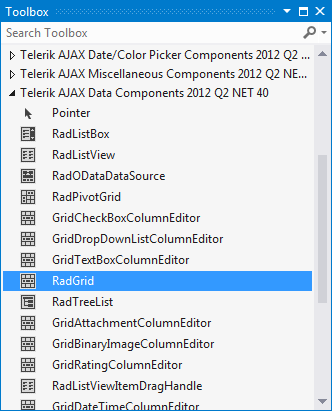 Toolbox
Search Toolbox
Telerik AJAX Date/Color Picker Components 2012 Q2 ...
Telerik AJAX Miscellaneous Components 2012 Q2 NE...
Telerik AJAX Data Components 2012 Q2 NET 40
Pointer
RadListBox
RadListView
RadODataDataSource
RadPivotGrid
GridCheckBoxColumnEditor
GridDropDownListColumnEditor
GridTextBoxColumnEditor
RadGrid
RadTreeList
GridAttachmentColumnEditor
GridBinaryImageColumnEditor
GridRatingColumnEditor
RadListViewItemDragHandle
GridDateTimeColumnEditor